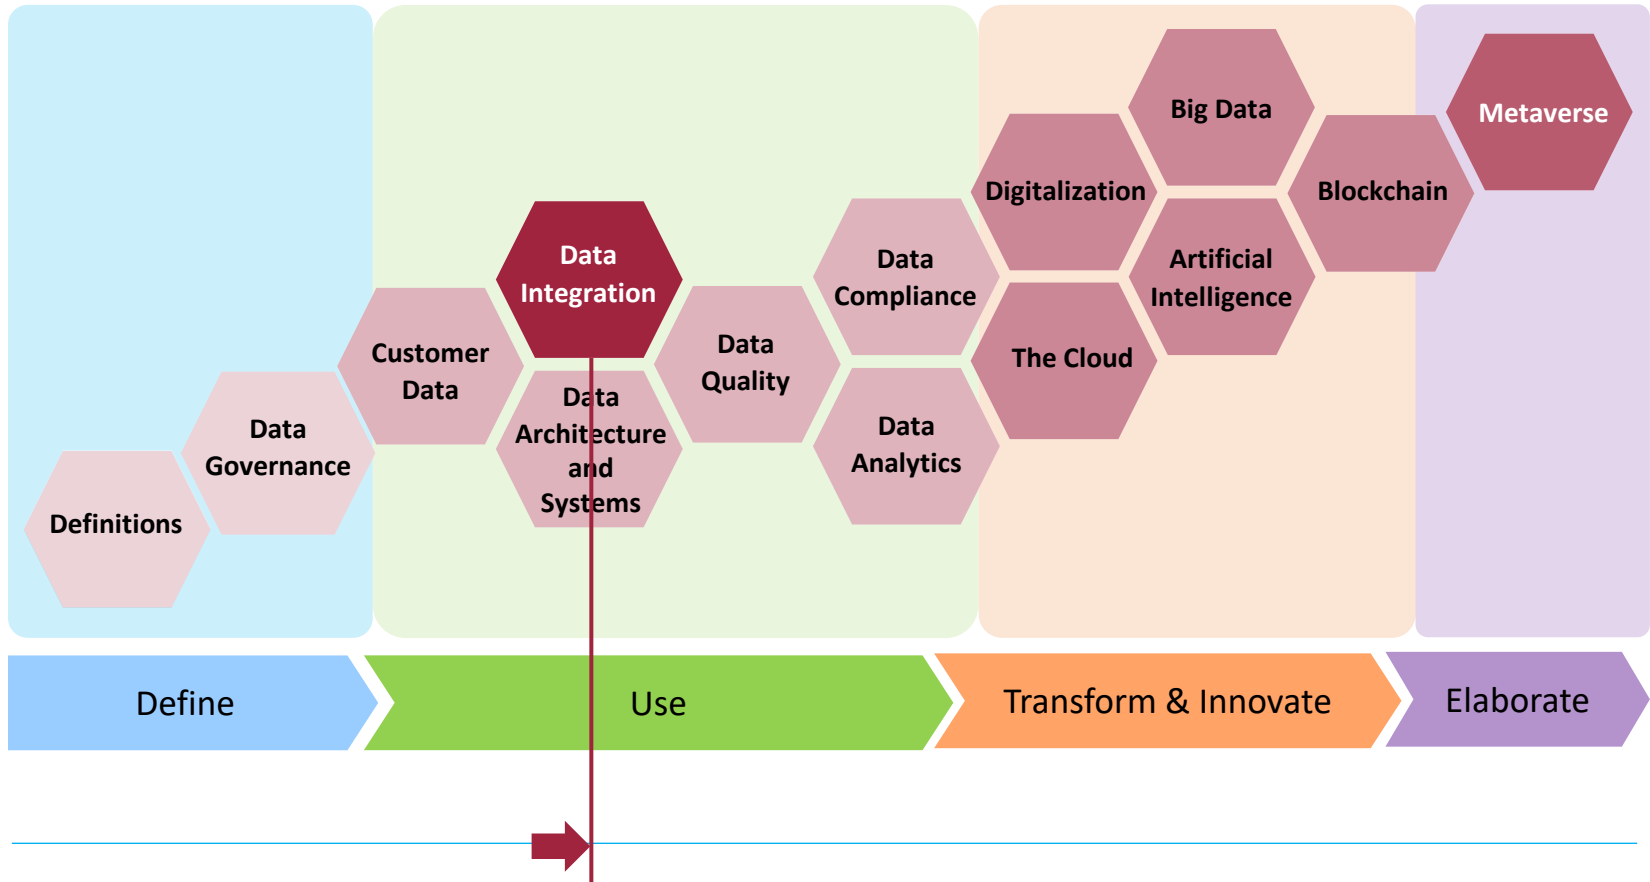 Definitions
Data
Governance
Customer
Data
Data
Integration
Data
Architecture
and
Systems
Data
Quality
Data
Compliance
Data
Analytics
Digitalization
The Cloud
Big Data
Artificial
Intelligence
Blockchain
Metaverse
Define
Use
Transform & Innovate
Elaborate